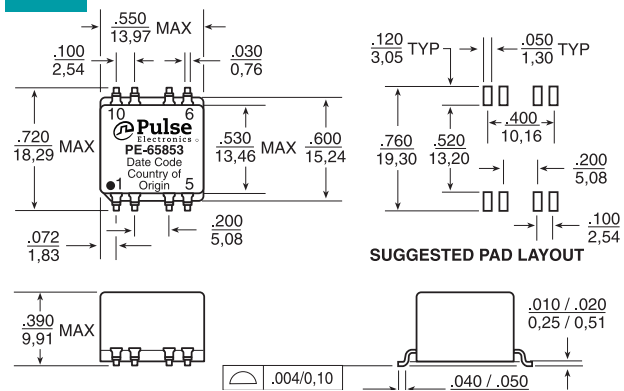 .550
13,97 MAX
.100
2,54
.030
0,76
.720
18,29 MAX
10 6
Pulse
Electronics
PE-65853
Date Code
Country of
Origin
1 5
.530
13,46 MAX
.600
15,24
.072
1,83
.200
5,08
.120
3,05 TYP
.050
1,30 TYP
.400
10,16
.760
19,30
.520
13,20
.200
5,08
.100
2,54
SUGGESTED PAD LAYOUT
.390
9,91 MAX
.004/0,10
.010 / .020
0,25 / 0,51
.040 / .050